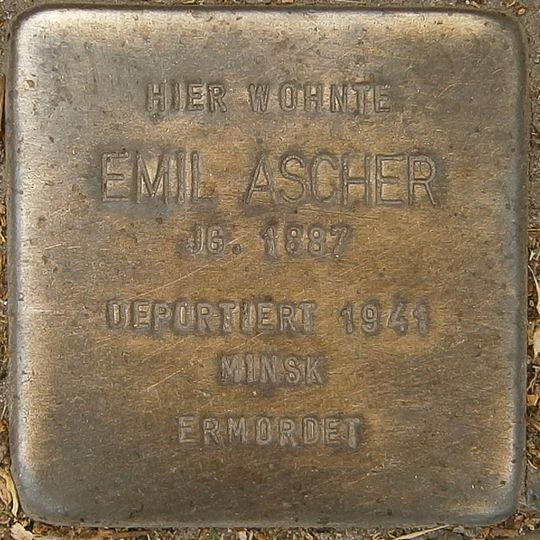 HIER WOHNTE
EMIL ASCHER
JG. 1887
DEPORTIERT 1941
MINSK
ERMORDET